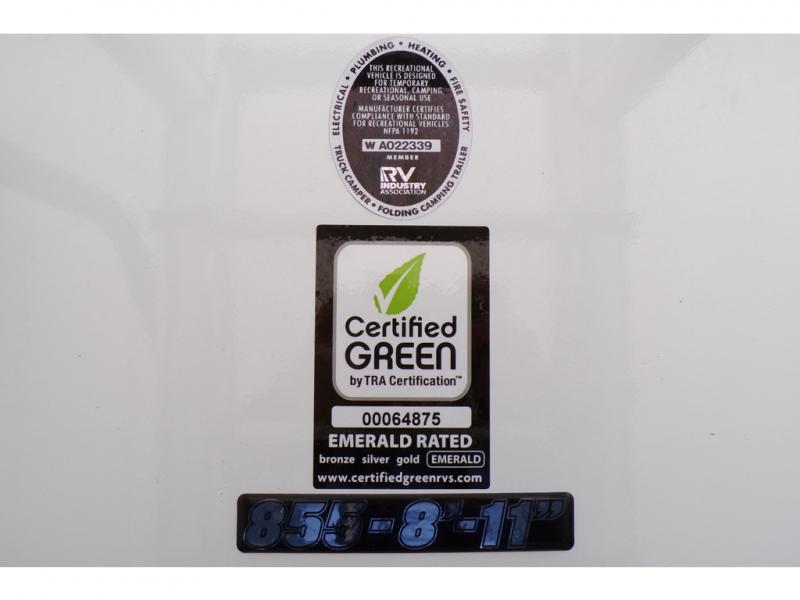 ELECTRICAL • PLUMBING • HEATING • FIRE SAFETY
THIS RECREATIONAL
VEHICLE IS DESIGNED
FOR TEMPORARY
RECREATIONAL, CAMPING,
OR SEASONAL USE
MANUFACTURER CERTIFIES
COMPLIANCE WITH STANDARD
FOR RECREATIONAL VEHICLES
NFPA 1192
W A022339
MEMBER
RV
INDUSTRY
ASSOCIATION
TRUCK CAMPER • FOLDING CAMPING TRAILER
Certified
GREEN
by TRA Certification™
00064875
EMERALD RATED
bronze silver gold EMERALD
www.certifiedgreenrvs.com
855-8'-11"